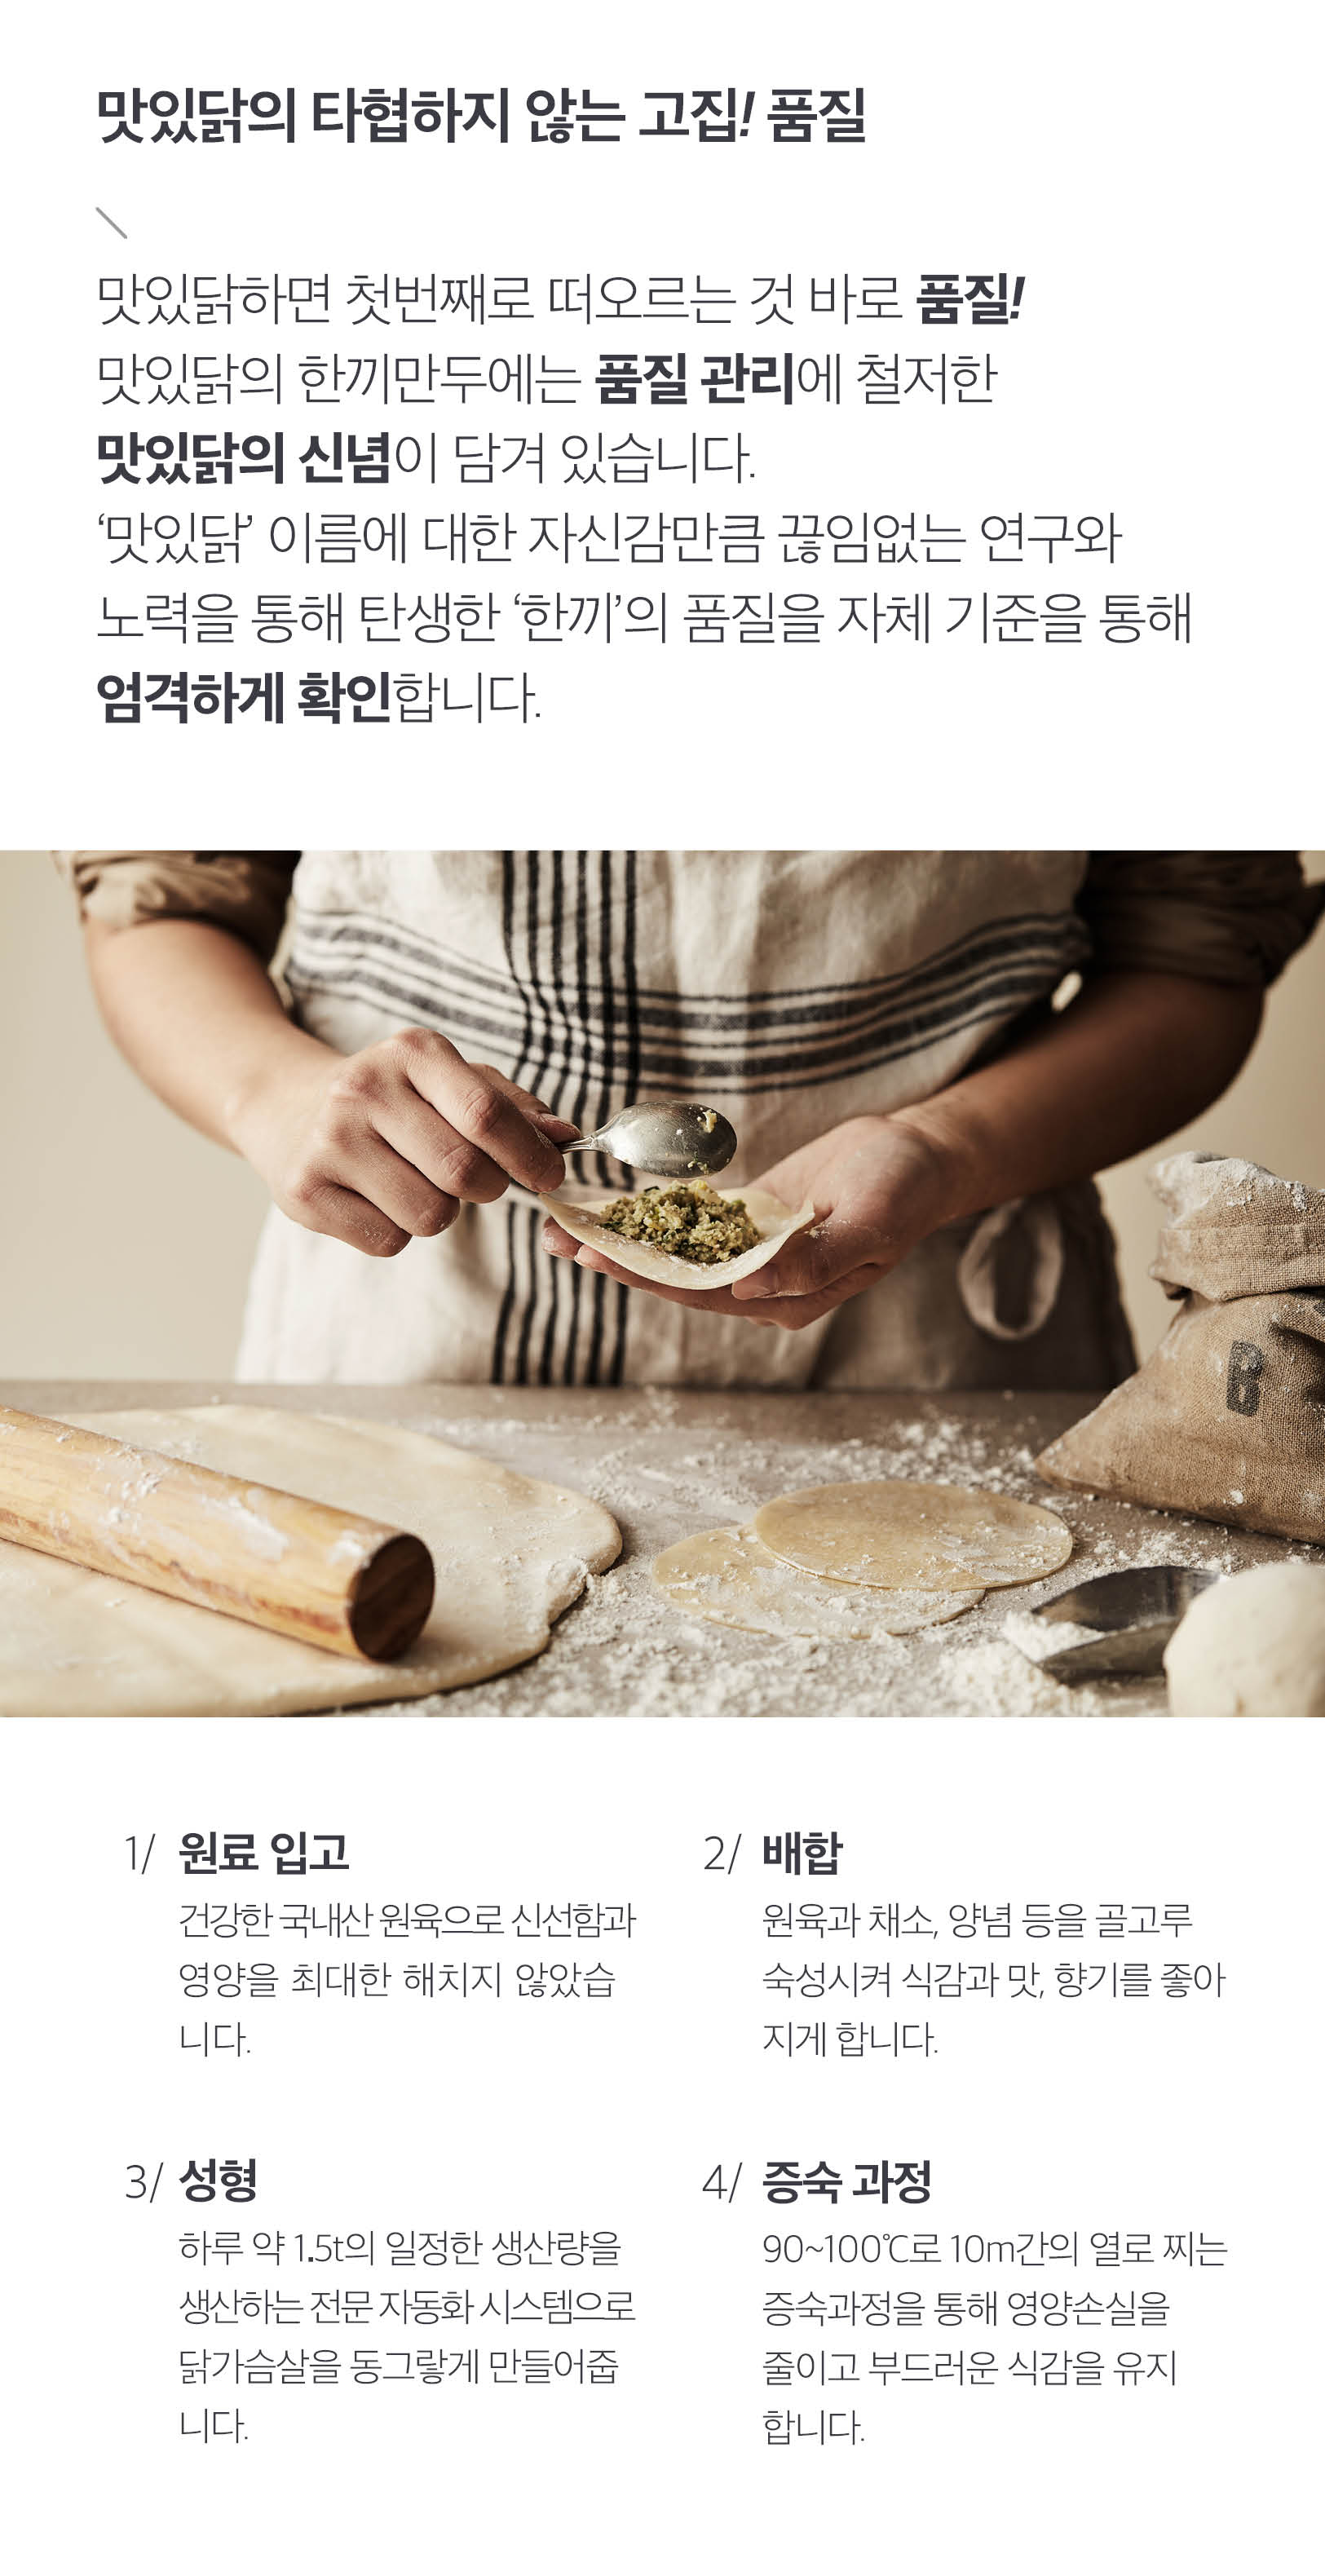 맛있닭의 타협하지 않는 고집! 품질
맛있닭하면 첫번째로 떠오르는 것 바로 품질!
맛있닭의 한끼만두에는 품질 관리에 철저한
맛있닭의 신념이 담겨 있습니다.
‘맛있닭’ 이름에 대한 자신감만큼 끊임없는 연구와
노력을 통해 탄생한 ‘한끼’의 품질을 자체 기준을 통해
엄격하게 확인합니다.
B
1/ 원료 입고
건강한 국내산 원육으로 신선함과
영양을 최대한 해치지 않았습
니다.
2/ 배합
원육과 채소, 양념 등을 골고루
숙성시켜 식감과 맛, 향기를 좋아
지게 합니다.
3/ 성형
하루 약 1.5t의 일정한 생산량을
생산하는 전문 자동화 시스템으로
닭가슴살을 동그랗게 만들어줍
니다.
4/ 증숙 과정
90~100℃로 10m간의 열로 찌는
증숙과정을 통해 영양손실을
줄이고 부드러운 식감을 유지
합니다.